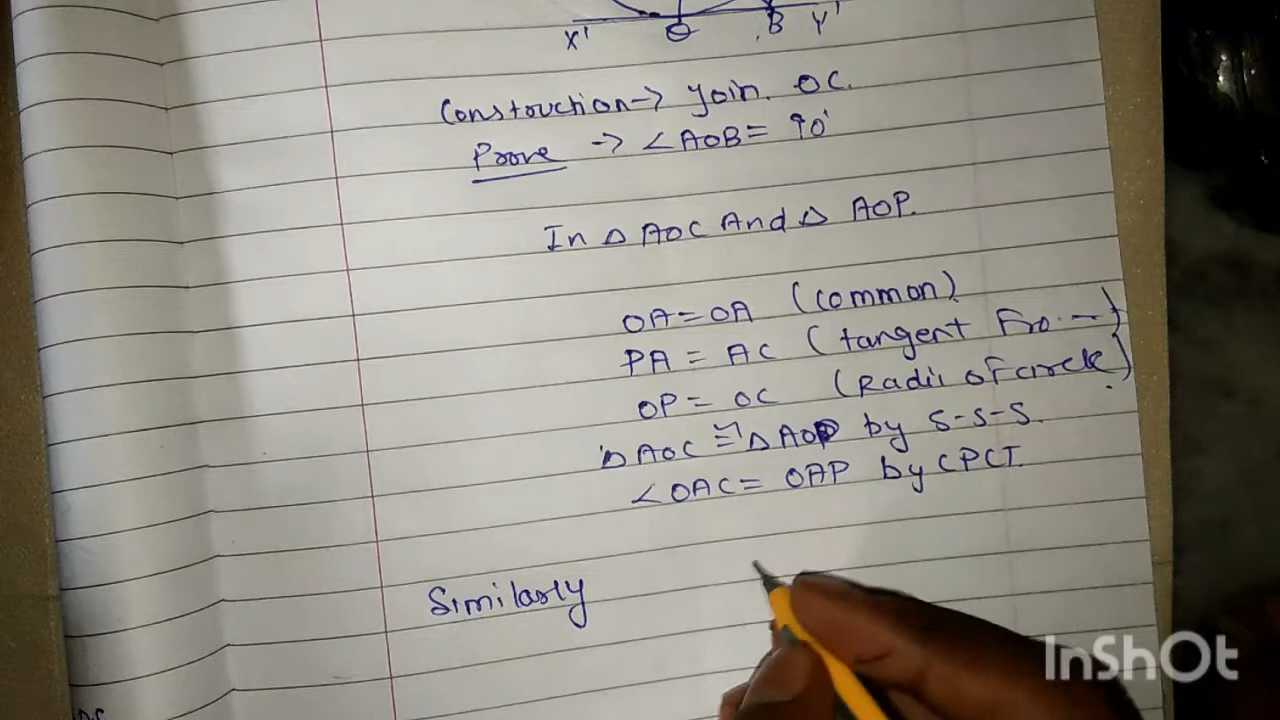 X' Q B Y'
Construction → Join. OC.
Prove → ∠AOB = 90°
In △ AOC And △ AOP.
OA = OA (common)
PA = AC (tangent Fro. -)
OP = OC (Radii of circle)
△ AOC ≅ △ AOP by S-S-S.
∠OAC = OAP by CPCT.
Similarly
InShOt